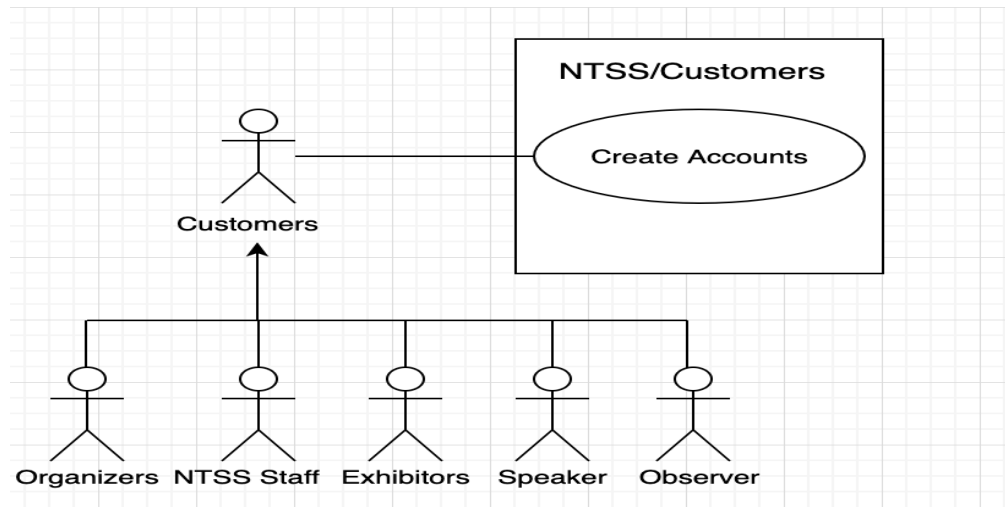 NTSS/Customers
Create Accounts
Customers
Organizers NTSS Staff Exhibitors Speaker Observer